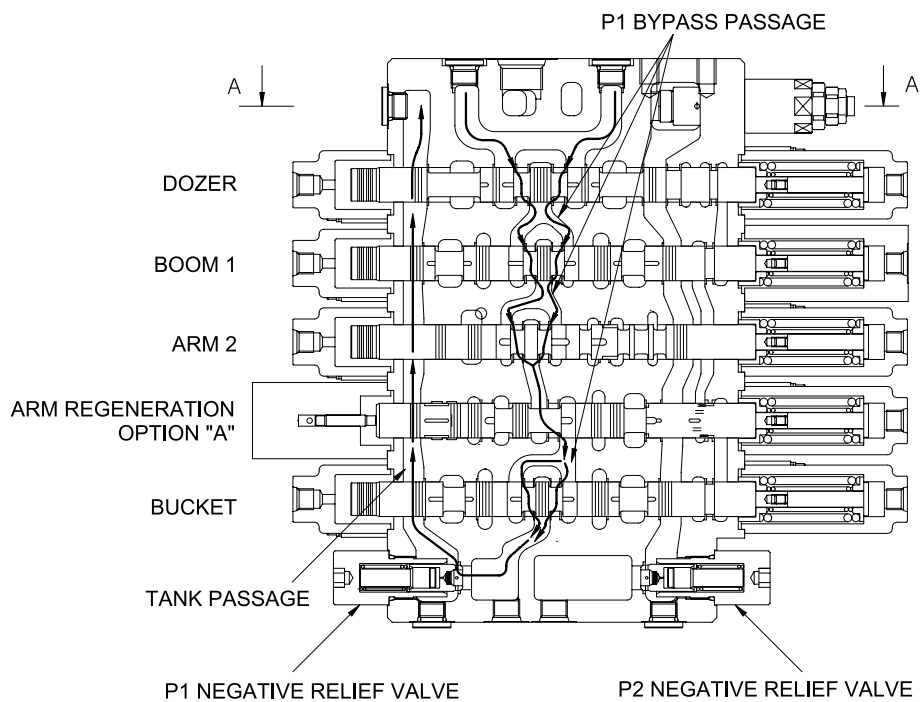 P1 BYPASS PASSAGE
A
A
DOZER
BOOM 1
ARM 2
ARM REGENERATION
OPTION "A"
BUCKET
TANK PASSAGE
P1 NEGATIVE RELIEF VALVE
P2 NEGATIVE RELIEF VALVE